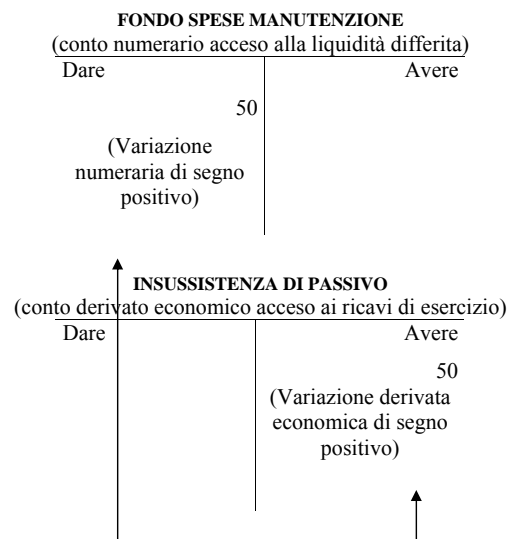 FONDO SPESE MANUTENZIONE
(conto numerario acceso alla liquidità differita)
Dare Avere
50
(Variazione
numeraria di segno
positivo)
INSUSSISTENZA DI PASSIVO
(conto derivato economico acceso ai ricavi di esercizio)
Dare Avere
50
(Variazione derivata
economica di segno
positivo)